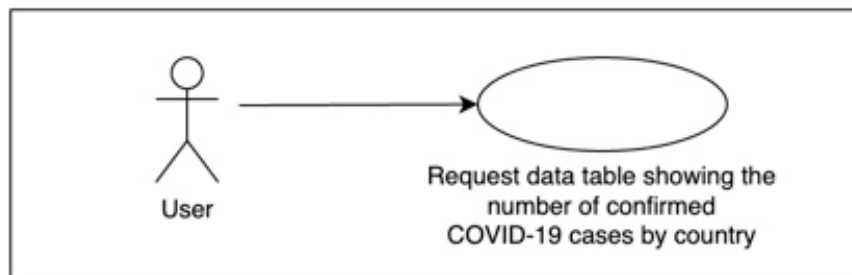 User
Request data table showing the
number of confirmed
COVID-19 cases by country